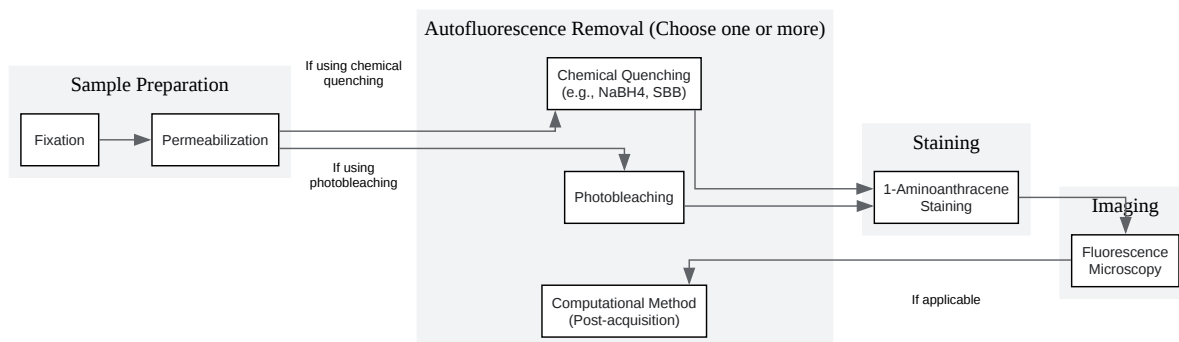 Sample Preparation
Fixation
Permeabilization
If using chemical
quenching
If using
photobleaching
Autofluorescence Removal (Choose one or more)
Chemical Quenching
(e.g., NaBH4, SBB)
Photobleaching
Computational Method
(Post-acquisition)
Staining
1-Aminoanthracene
Staining
Imaging
Fluorescence
Microscopy
If applicable